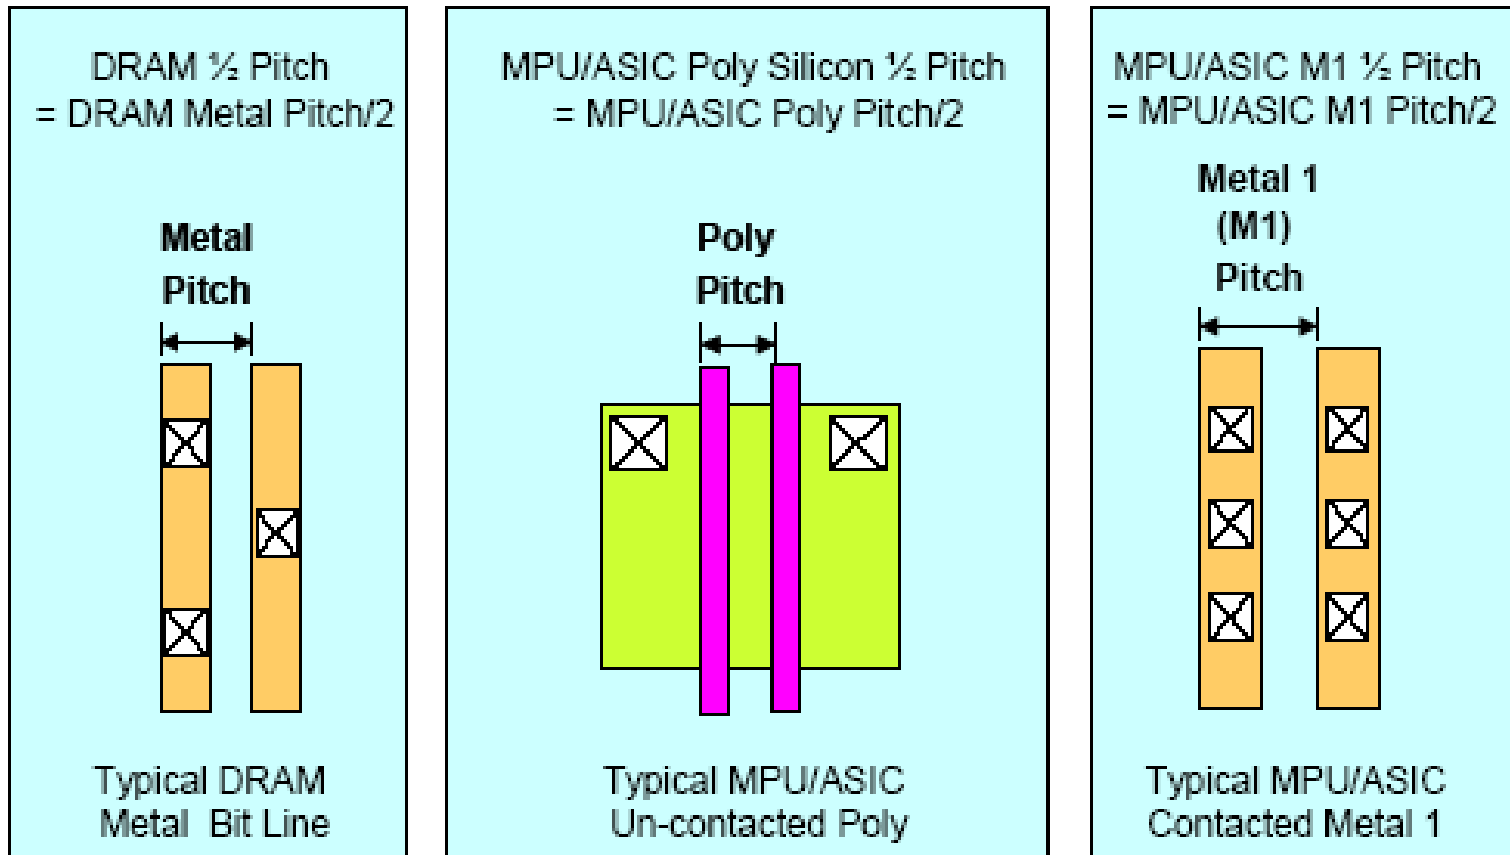 DRAM ½ Pitch
= DRAM Metal Pitch/2
Metal
Pitch
Typical DRAM
Metal Bit Line
MPU/ASIC Poly Silicon ½ Pitch
= MPU/ASIC Poly Pitch/2
Poly
Pitch
Typical MPU/ASIC
Un-contacted Poly
MPU/ASIC M1 ½ Pitch
= MPU/ASIC M1 Pitch/2
Metal 1
(M1)
Pitch
Typical MPU/ASIC
Contacted Metal 1